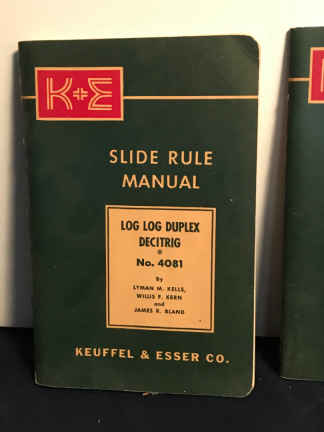 K+E
SLIDE RULE
MANUAL
LOG LOG DUPLEX
DECITRIG
®
No. 4081
By
LYMAN M. KELLS,
WILLIS F. KERN
and
JAMES R. BLAND
KEUFFEL & ESSER CO.